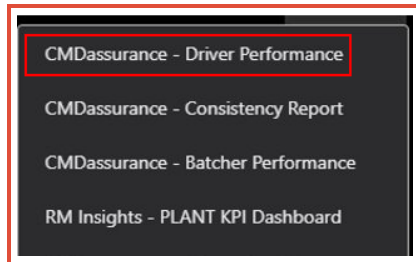 CMDassurance - Driver Performance
CMDassurance - Consistency Report
CMDassurance - Batcher Performance
RM Insights - PLANT KPI Dashboard